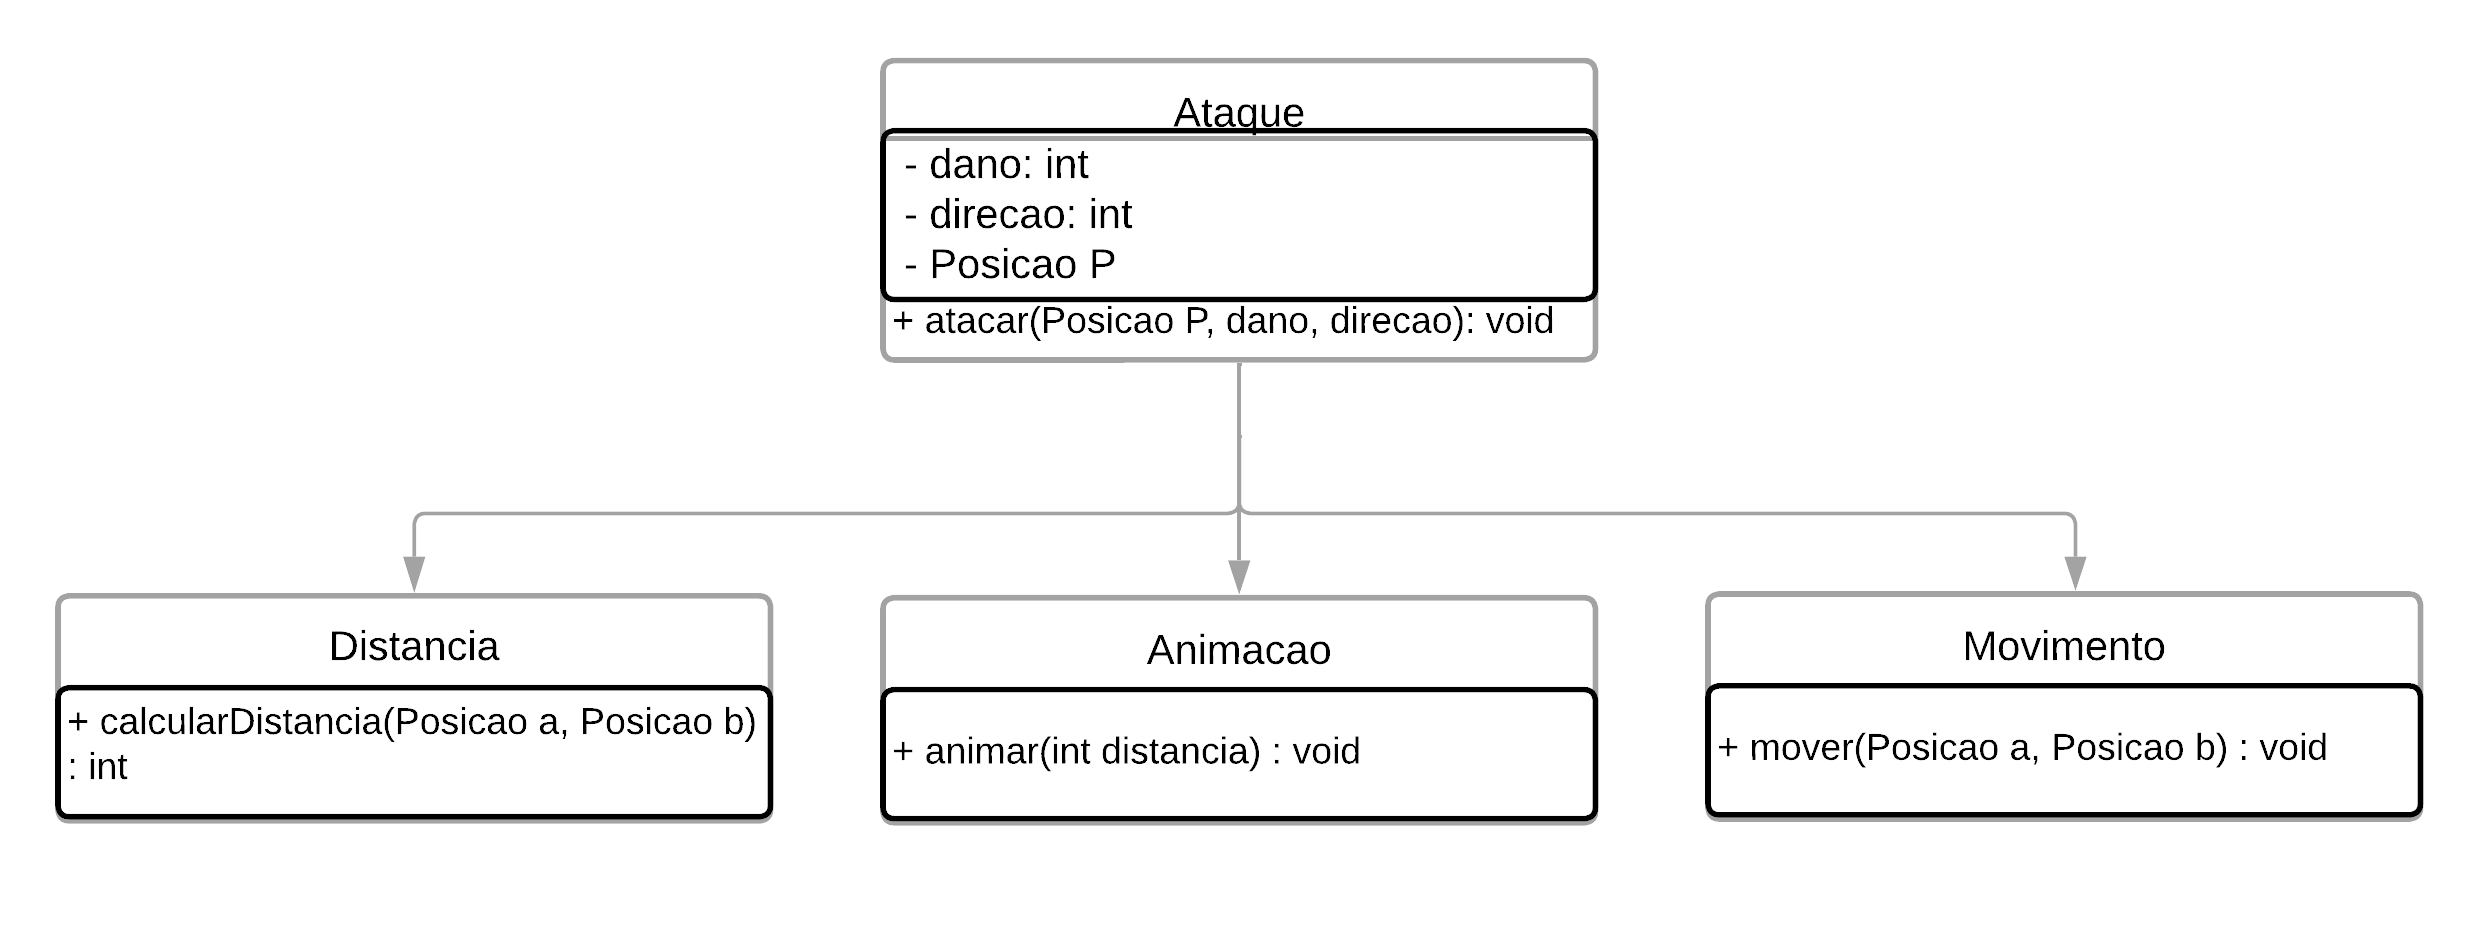 Ataque
- dano: int
- direcao: int
- Posicao P
+ atacar(Posicao P, dano, direcao): void
Distancia
+ calcularDistancia(Posicao a, Posicao b)
: int
Animacao
+ animar(int distancia) : void
Movimento
+ mover(Posicao a, Posicao b) : void